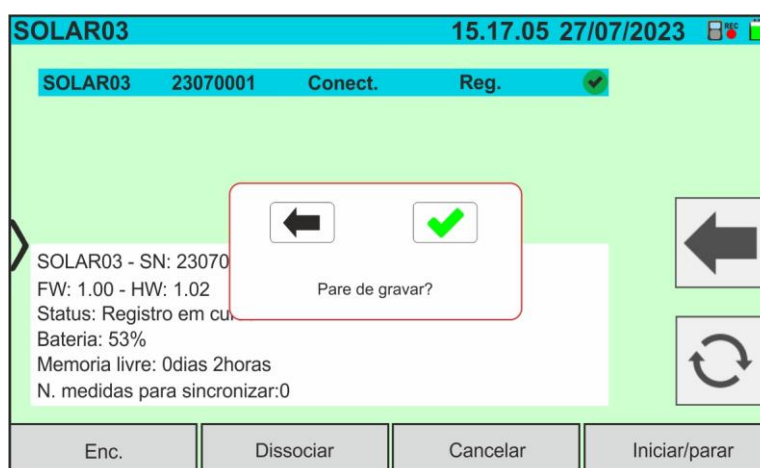 SOLAR03 15.17.05 27/07/2023 REC
SOLAR03 23070001 Conect. Reg.
Pare de gravar?
SOLAR03 - SN: 23070
FW: 1.00 - HW: 1.02
Status: Registro em
Bateria: 53%
Memoria livre: 0dias 2horas
N. medidas para sincronizar:0
Enc. Dissociar Cancelar Iniciar/parar